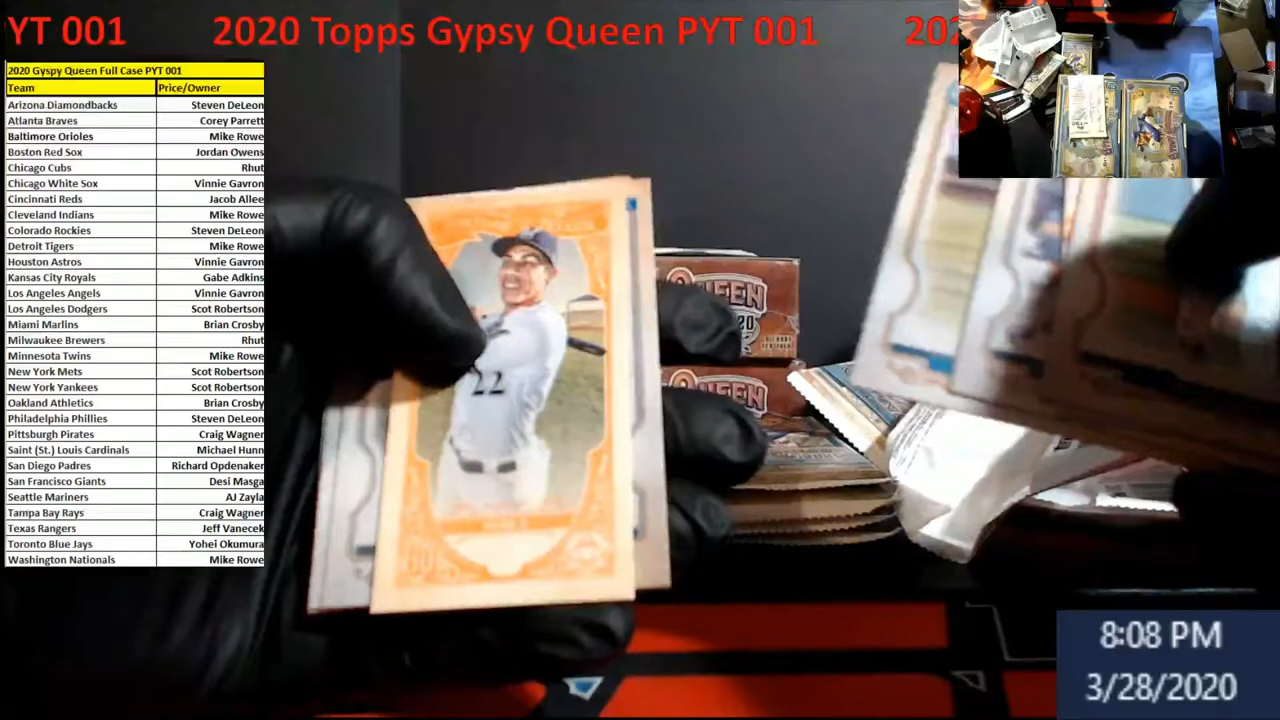 YT 001 2020 Topps Gypsy Queen PYT 001 202
2020 Gyspy Queen Full Case PYT 001
Team Price/Owner
Arizona Diamondbacks Steven DeLeon
Atlanta Braves Corey Parrett
Baltimore Orioles Mike Rowe
Boston Red Sox Jordan Owens
Chicago Cubs Rhut
Chicago White Sox Vinnie Gavron
Cincinnati Reds Jacob Allee
Cleveland Indians Mike Rowe
Colorado Rockies Steven DeLeon
Detroit Tigers Mike Rowe
Houston Astros Vinnie Gavron
Kansas City Royals Gabe Adkins
Los Angeles Angels Vinnie Gavron
Los Angeles Dodgers Scot Robertson
Miami Marlins Brian Crosby
Milwaukee Brewers Rhut
Minnesota Twins Mike Rowe
New York Mets Scot Robertson
New York Yankees Scot Robertson
Oakland Athletics Brian Crosby
Philadelphia Phillies Steven DeLeon
Pittsburgh Pirates Craig Wagner
Saint (St.) Louis Cardinals Michael Hunn
San Diego Padres Richard Opdenaker
San Francisco Giants Desi Masga
Seattle Mariners AJ Zayla
Tampa Bay Rays Craig Wagner
Texas Rangers Jeff Vanecek
Toronto Blue Jays Yohei Okumura
Washington Nationals Mike Rowe
22
QUEEN
20
QUEEN
8:08 PM
3/28/2020